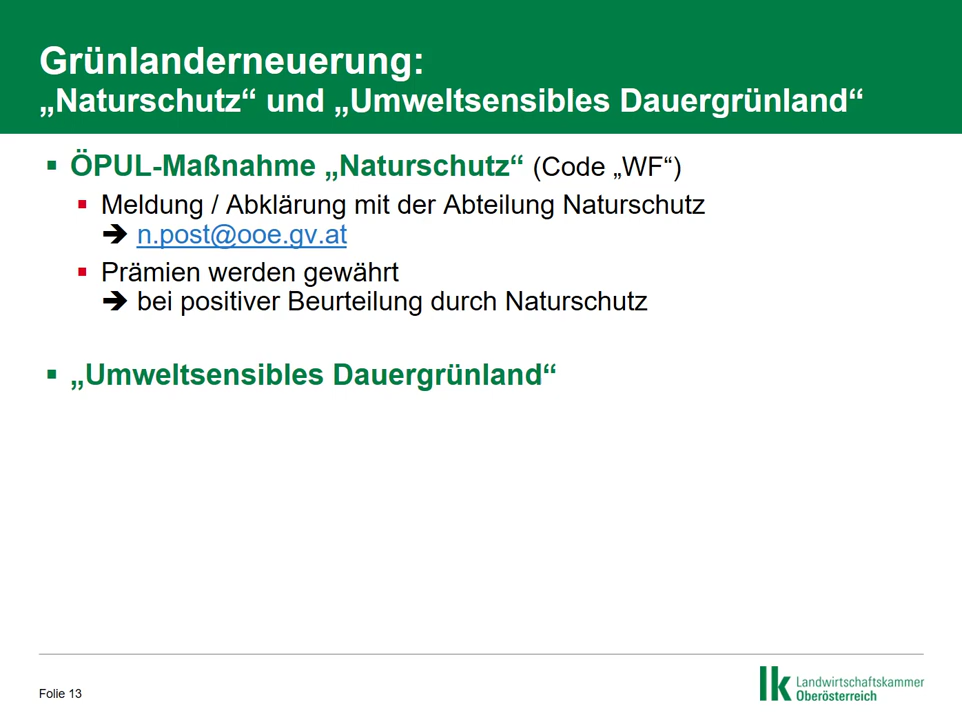 Grünlanderneuerung:
„Naturschutz“ und „Umweltsensibles Dauergrünland“
▪ ÖPUL-Maßnahme „Naturschutz“ (Code „WF“)
▪ Meldung / Abklärung mit der Abteilung Naturschutz
➔ n.post@ooe.gv.at
▪ Prämien werden gewährt
➔ bei positiver Beurteilung durch Naturschutz
▪ „Umweltsensibles Dauergrünland“
Folie 13
lk Landwirtschaftskammer
Oberösterreich